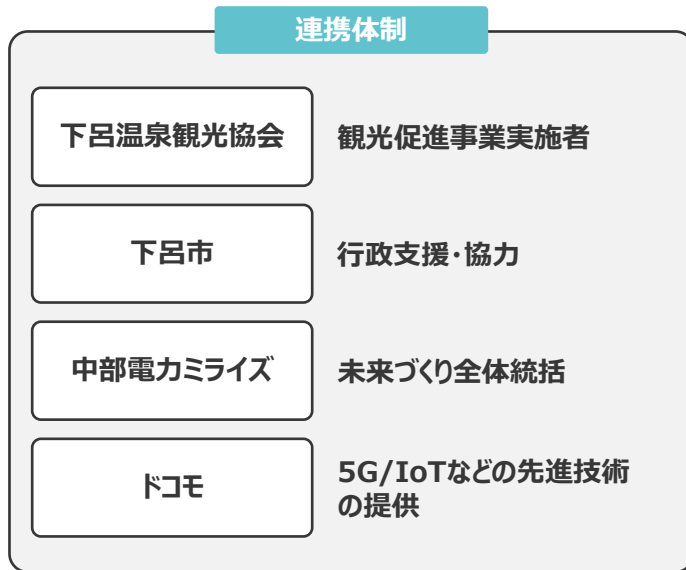 連携体制
下呂温泉観光協会
観光促進事業実施者
下呂市
行政支援・協力
中部電力ミライズ
未来づくり全体統括
ドコモ
5G/IoTなどの先進技術
の提供